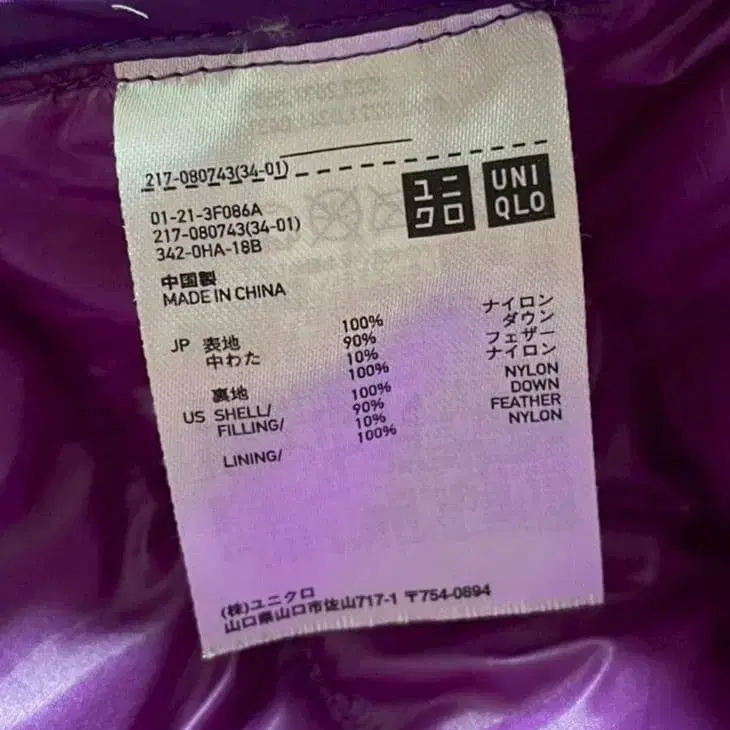 217-080743(34-01)
ユニクロ
UNIQLO
01-21-3F086A
217-080743(34-01)
342-0HA-18B
中国製
MADE IN CHINA
JP 表地 100% ナイロン
中わた 90% ダウン
10% フェザー
裏地 100% ナイロン
US SHELL/ 100% NYLON
FILLING/ 90% DOWN
10% FEATHER
LINING/ 100% NYLON
(株)ユニクロ
山口県山口市佐山717-1 〒754-0894